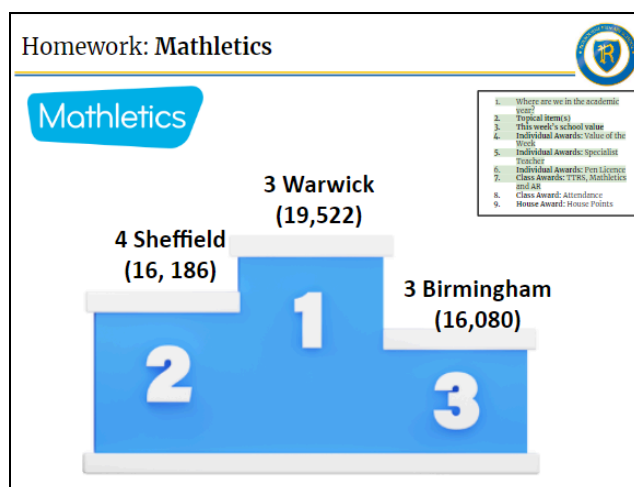 Homework: Mathletics
Mathletics
1. Where are we in the academic
year?
2. Topical item(s)
3. This week's school value
4. Individual Awards: Value of the
Week
5. Individual Awards: Specialist
Teacher
6. Individual Awards: Pen Licence
7. Class Awards: TTRS, Mathletics
and AR
8. Class Award: Attendance
9. House Award: House Points
3 Warwick
(19,522)
4 Sheffield
(16, 186)
3 Birmingham
(16,080)
1
2
3